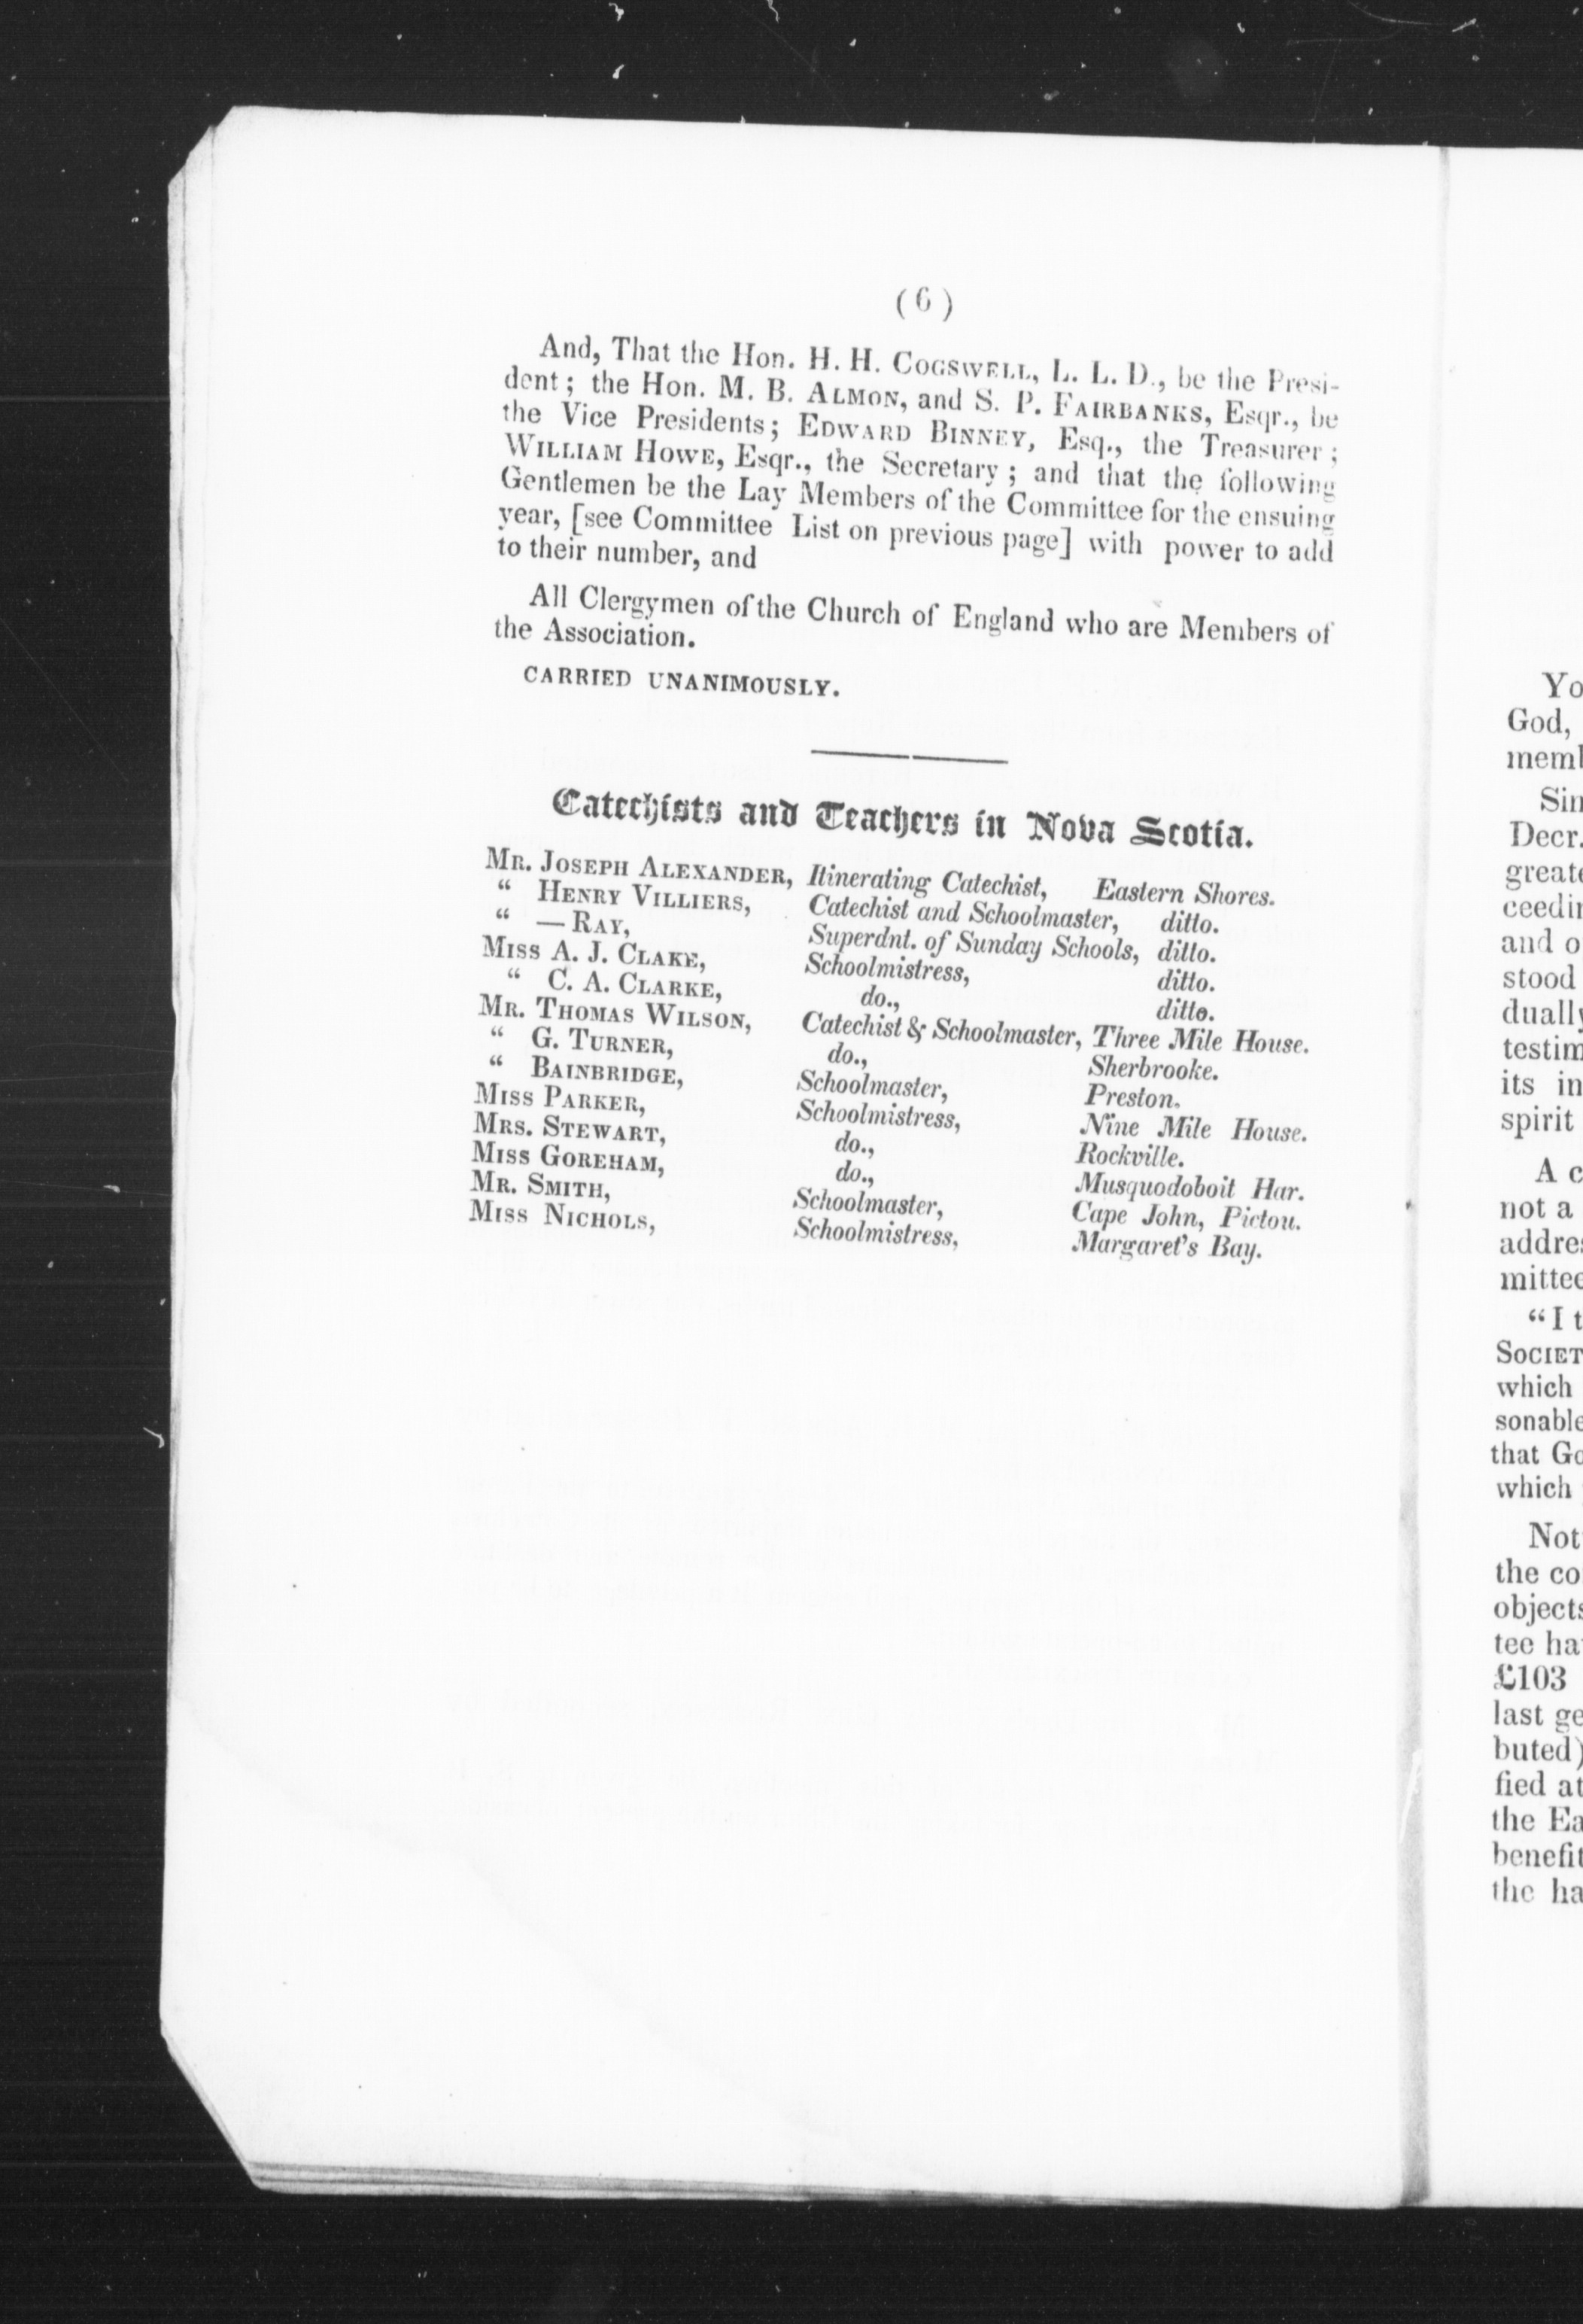 ( 6 )
And, That the Hon. H. H. COGSWELL, L. L. D., be the Presi-
dent; the Hon. M. B. ALMON, and S. P. FAIRBANKS, Esqr., be
the Vice Presidents; EDWARD BINNEY, Esq., the Treasurer;
WILLIAM HOWE, Esqr., the Secretary; and that the following
Gentlemen be the Lay Members of the Committee for the ensuing
year, [see Committee List on previous page] with power to add
to their number, and
All Clergymen of the Church of England who are Members of
the Association.
CARRIED UNANIMOUSLY.
Catechists and Teachers in Nova Scotia.
MR. JOSEPH ALEXANDER, Itinerating Catechist, Eastern Shores.
“ HENRY VILLIERS, Catechist and Schoolmaster, ditto.
“ — RAY, Superdnt. of Sunday Schools, ditto.
MISS A. J. CLAKE, Schoolmistress, ditto.
“ C. A. CLARKE, do., ditto.
MR. THOMAS WILSON, Catechist & Schoolmaster, Three Mile House.
“ G. TURNER, do., Sherbrooke.
“ BAINBRIDGE, Schoolmaster, Preston.
MISS PARKER, Schoolmistress, Nine Mile House.
MRS. STEWART, do., Rockville.
MISS GOREHAM, do., Musquodoboit Har.
MR. SMITH, Schoolmaster, Cape John, Pictou.
MISS NICHOLS, Schoolmistress, Margaret's Bay.
Yo
God,
meml
Sin
Decr.
greate
ceedin
and o
stood
dually
testim
its in
spirit
A c
not a
addres
mittee
“I t
SOCIET
which
sonable
that Go
which
Not
the co
objects
tee ha
£103
last ge
buted)
fied at
the Ea
benefit
the ha